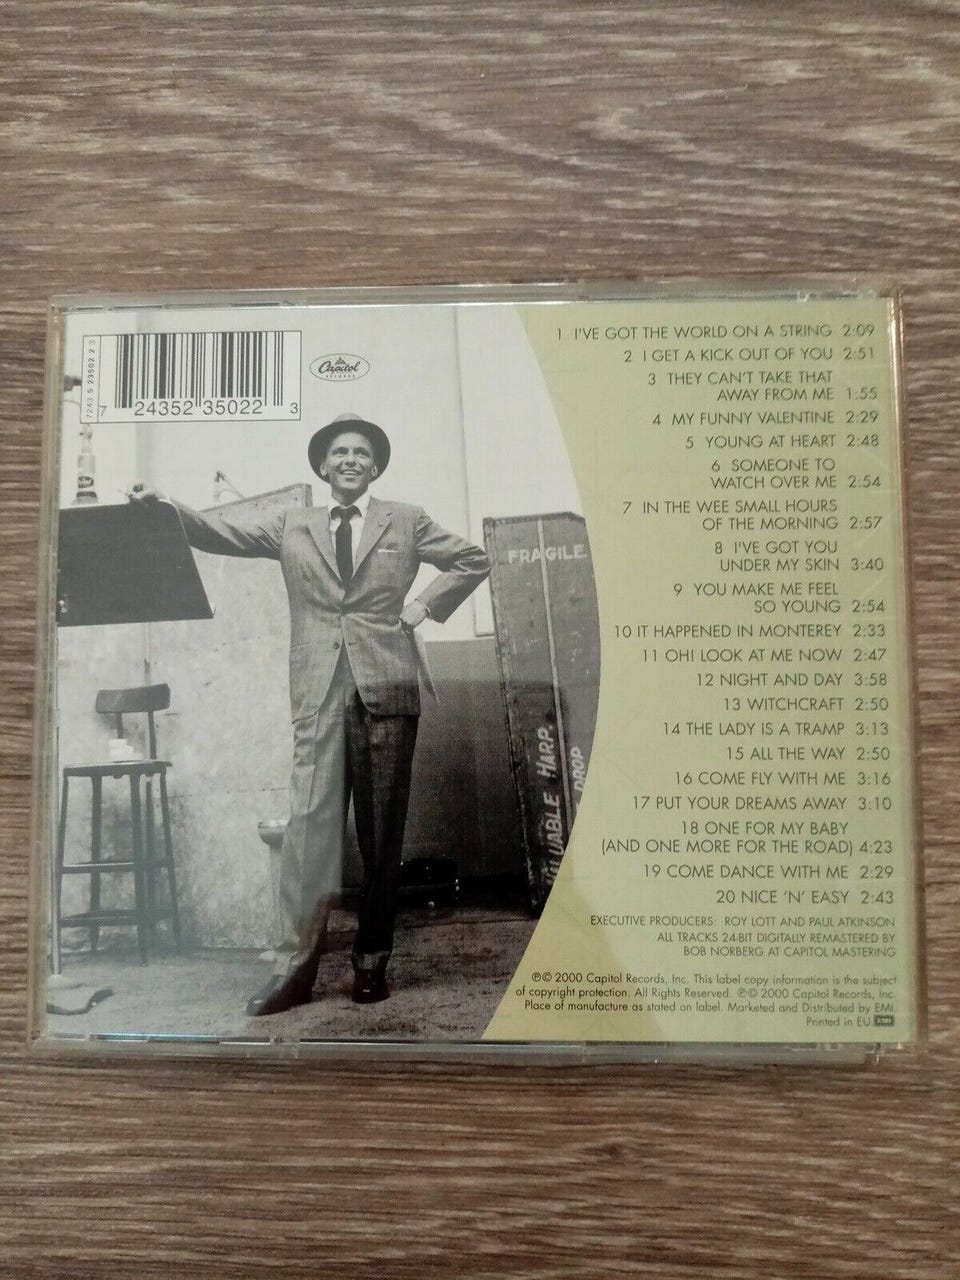 7243 5 23502 2 3
7 24352 35022 3
Capitol
RECORDS
FRAGILE
HARP
DROP
1 I'VE GOT THE WORLD ON A STRING 2:09
2 I GET A KICK OUT OF YOU 2:51
3 THEY CAN'T TAKE THAT
AWAY FROM ME 1:55
4 MY FUNNY VALENTINE 2:29
5 YOUNG AT HEART 2:48
6 SOMEONE TO
WATCH OVER ME 2:54
7 IN THE WEE SMALL HOURS
OF THE MORNING 2:57
8 I'VE GOT YOU
UNDER MY SKIN 3:40
9 YOU MAKE ME FEEL
SO YOUNG 2:54
10 IT HAPPENED IN MONTEREY 2:33
11 OH! LOOK AT ME NOW 2:47
12 NIGHT AND DAY 3:58
13 WITCHCRAFT 2:50
14 THE LADY IS A TRAMP 3:13
15 ALL THE WAY 2:50
16 COME FLY WITH ME 3:16
17 PUT YOUR DREAMS AWAY 3:10
18 ONE FOR MY BABY
(AND ONE MORE FOR THE ROAD) 4:23
19 COME DANCE WITH ME 2:29
20 NICE 'N' EASY 2:43
EXECUTIVE PRODUCERS: ROY LOTT AND PAUL ATKINSON
ALL TRACKS 24-BIT DIGITALLY REMASTERED BY
BOB NORBERG AT CAPITOL MASTERING
℗© 2000 Capitol Records, Inc. This label copy information is the subject
of copyright protection. All Rights Reserved. ℗© 2000 Capitol Records, Inc.
Place of manufacture as stated on label. Marketed and Distributed by EMI.
Printed in EU. EMI